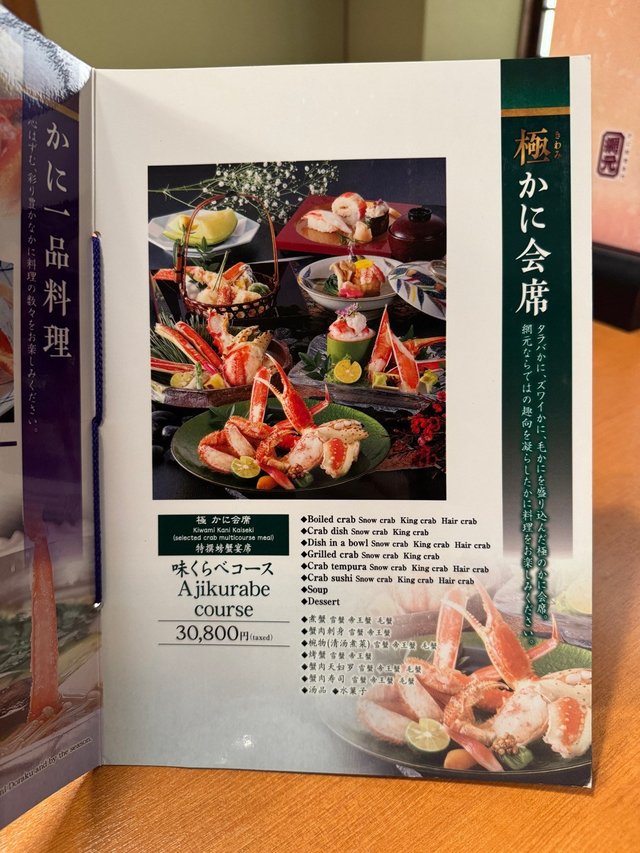 極 かに会席
きわみ
タラバかに、ズワイかに、毛かにを盛り込んだ極のかに会席。
網元ならではの趣向を凝らしたかに料理をお楽しみください。
網元
かに一品料理
彩り豊かなかに料理の数々をお楽しみください。
極 かに会席
Kiwami Kani Kaiseki
(selected crab multicourse meal)
特撰螃蟹宴席
味くらべコース
Ajikurabe
course
30,800円(taxed)
◆Boiled crab Snow crab King crab Hair crab
◆Crab dish Snow crab King crab
◆Dish in a bowl Snow crab King crab Hair crab
◆Grilled crab Snow crab King crab
◆Crab tempura Snow crab King crab Hair crab
◆Crab sushi Snow crab King crab Hair crab
◆Soup
◆Dessert
◆煮蟹 雪蟹 帝王蟹 毛蟹
◆蟹肉刺身 雪蟹 帝王蟹
◆椀物(清汤煮菜) 雪蟹 帝王蟹 毛蟹
◆烤蟹 雪蟹 帝王蟹
◆蟹肉天妇罗 雪蟹 帝王蟹 毛蟹
◆蟹肉寿司 雪蟹 帝王蟹 毛蟹
◆汤品 ◆水菓子
and by the season.